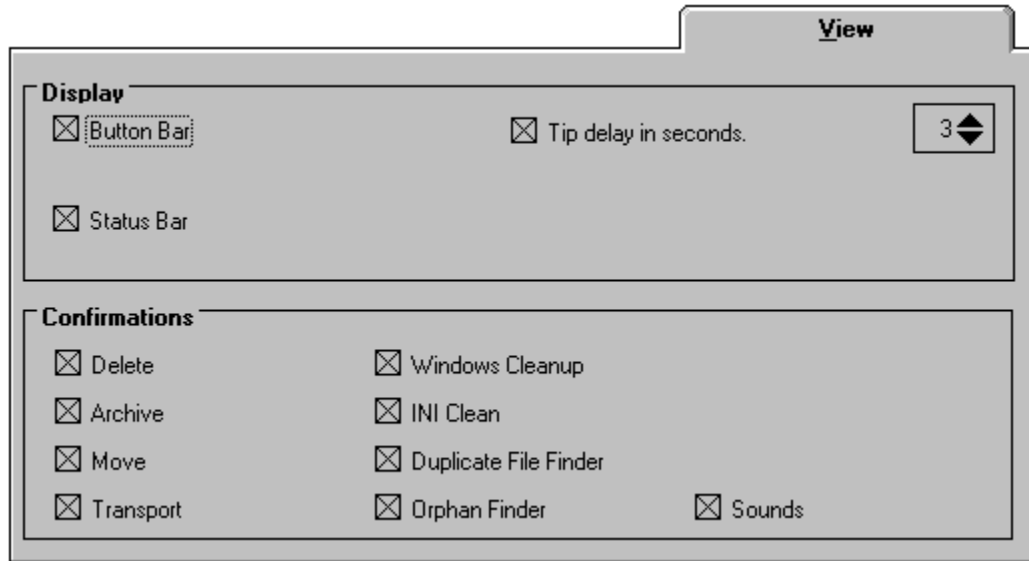 View
Display
Button Bar Tip delay in seconds. 3
Status Bar
Confirmations
Delete Windows Cleanup
Archive INI Clean
Move Duplicate File Finder
Transport Orphan Finder Sounds